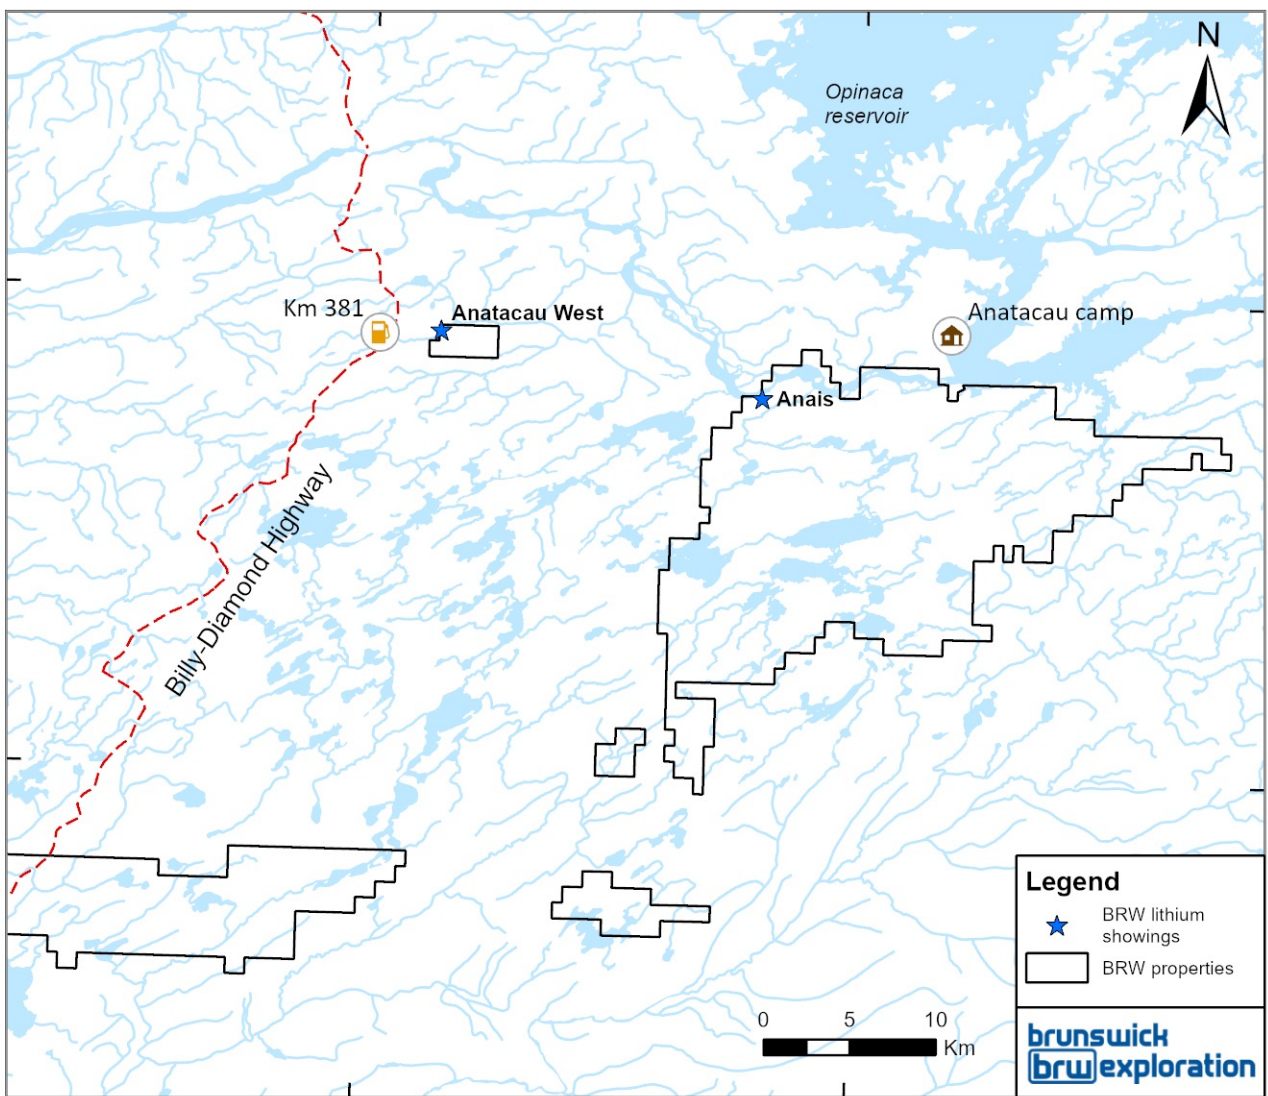 N
Opinaca
reservoir
Km 381
Anatacau West
Anatacau camp
Anais
Billy-Diamond Highway
Legend
BRW lithium
showings
BRW properties
0 5 10
Km
brunswick
brw exploration